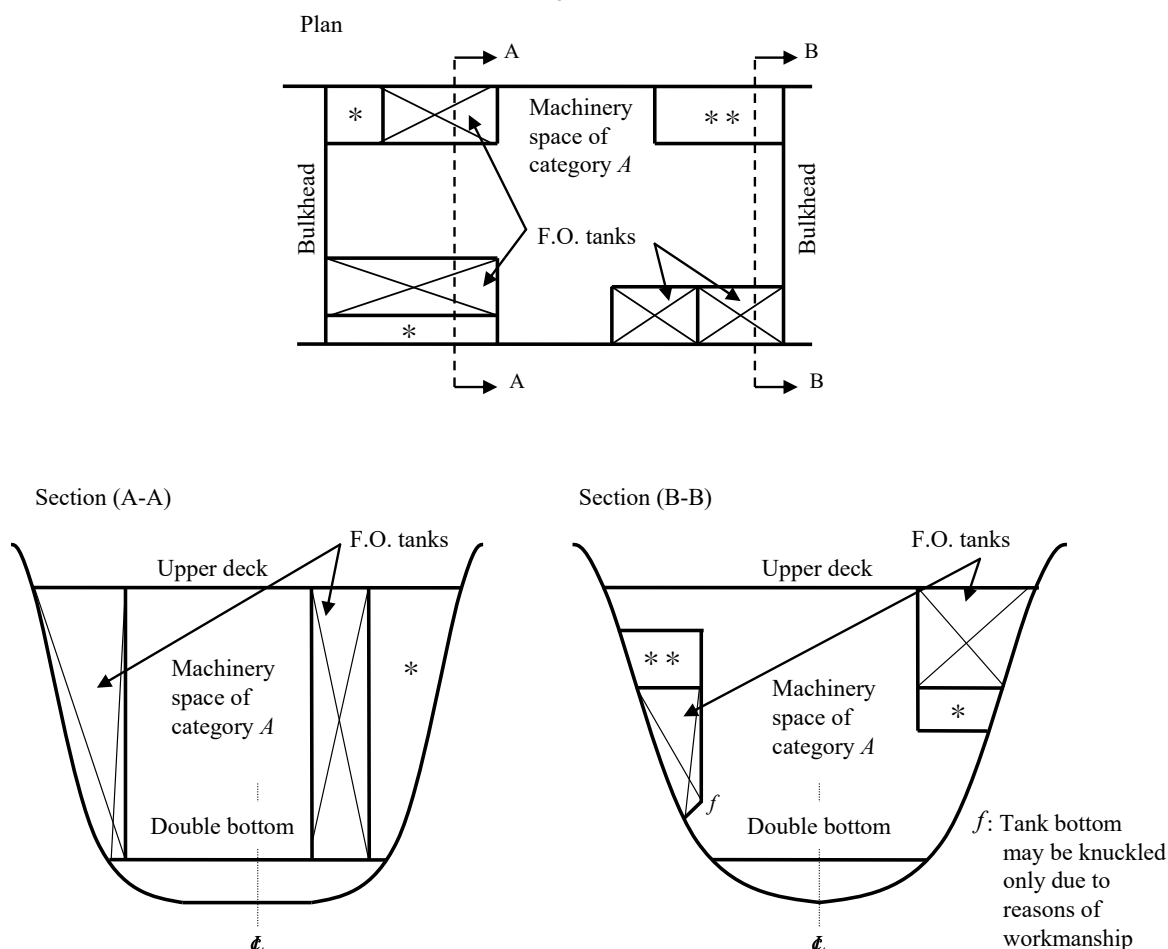 Plan
A
B
*
Machinery
space of
category A
* *
Bulkhead
Bulkhead
F.O. tanks
*
A
B
Section (A-A)
Section (B-B)
F.O. tanks
F.O. tanks
Upper deck
Upper deck
* *
Machinery
space of
category A
*
Machinery
space of
category A
*
f
Double bottom
Double bottom
f: Tank bottom
may be knuckled
only due to
reasons of
workmanship
℄
℄